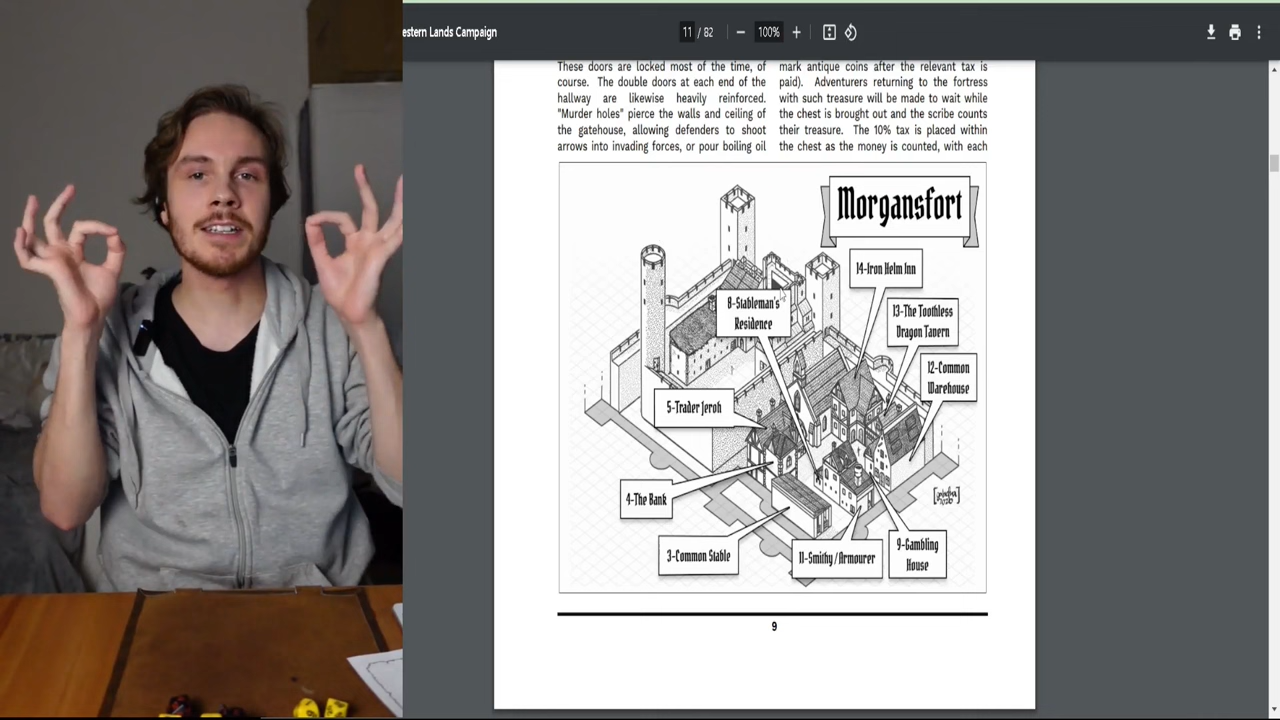 estern Lands Campaign
11 / 82
100%
These doors are locked most of the time, of
course. The double doors at each end of the
hallway are likewise heavily reinforced.
"Murder holes" pierce the walls and ceiling of
the gatehouse, allowing defenders to shoot
arrows into invading forces, or pour boiling oil
mark antique coins after the relevant tax is
paid). Adventurers returning to the fortress
with such treasure will be made to wait while
the chest is brought out and the scribe counts
their treasure. The 10% tax is placed within
the chest as the money is counted, with each
Morgansfort
14-Iron Helm Inn
8-Stableman's
Residence
13-The Toothless
Dragon Tavern
12-Common
Warehouse
5-Trader Jeroh
4-The Bank
3-Common Stable
11-Smithy/Armourer
9-Gambling
House
9